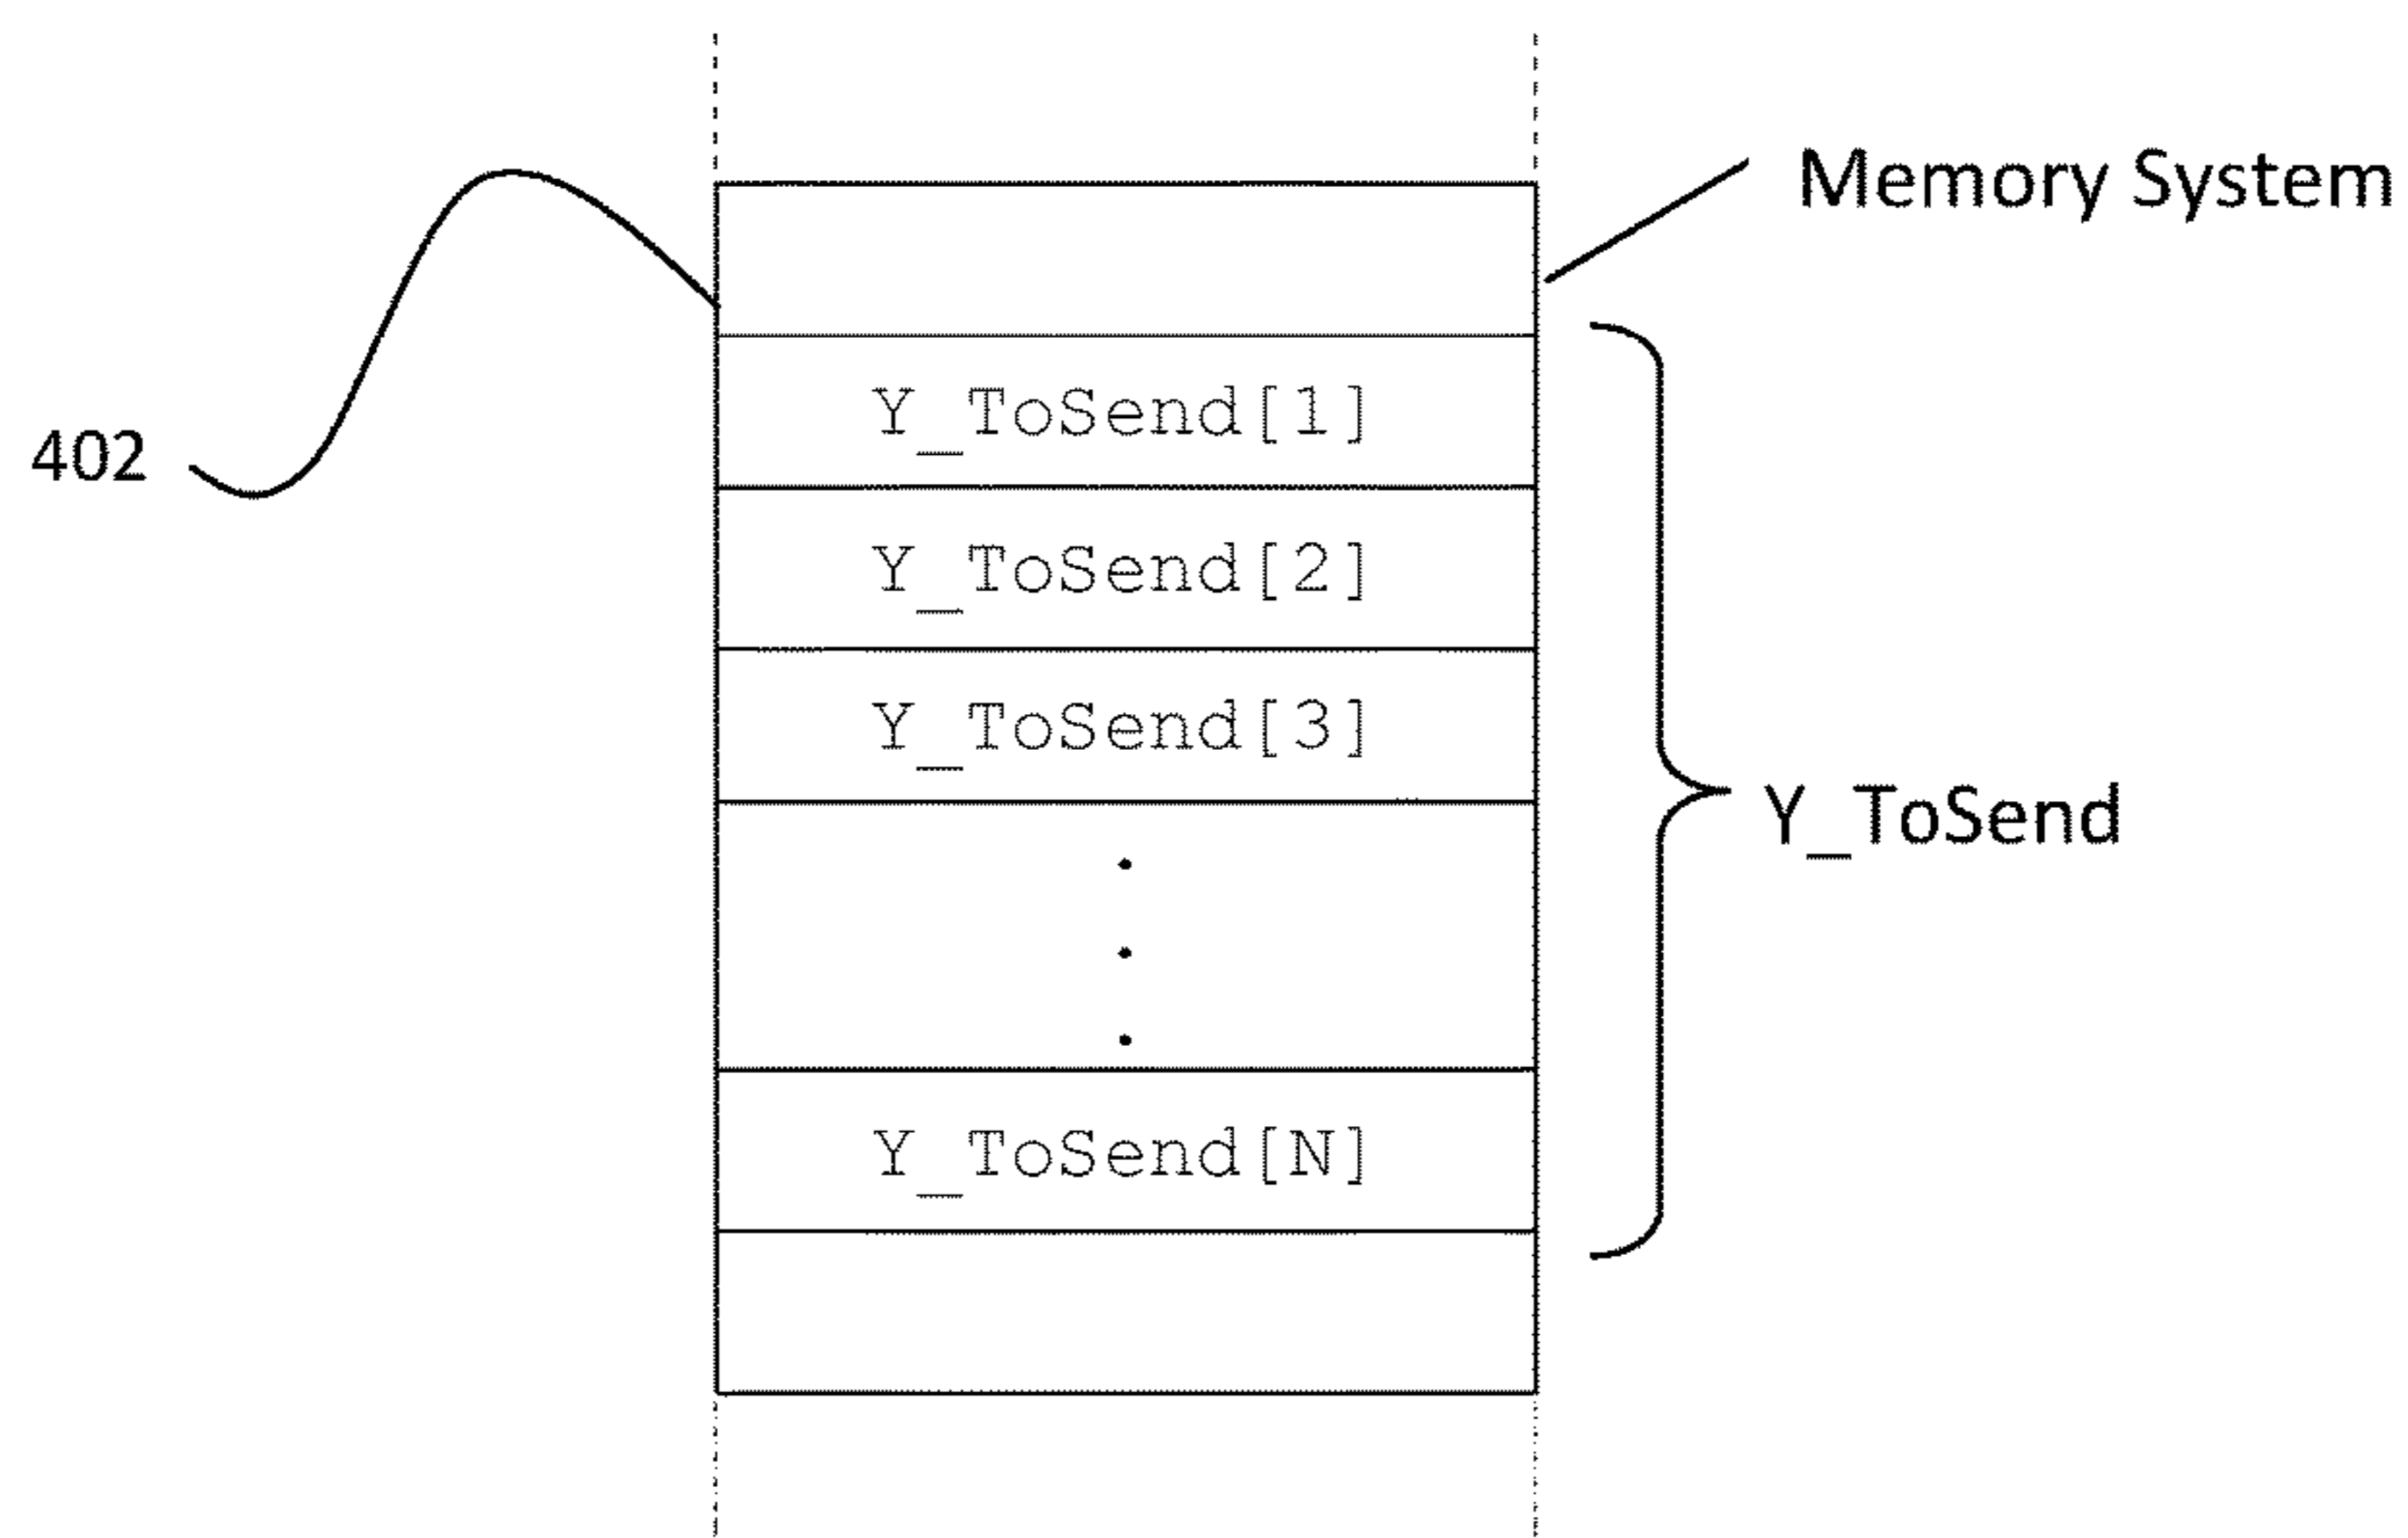 Memory System
402
Y_ToSend[1]
Y_ToSend[2]
Y_ToSend[3]
Y_ToSend
Y_ToSend[N]